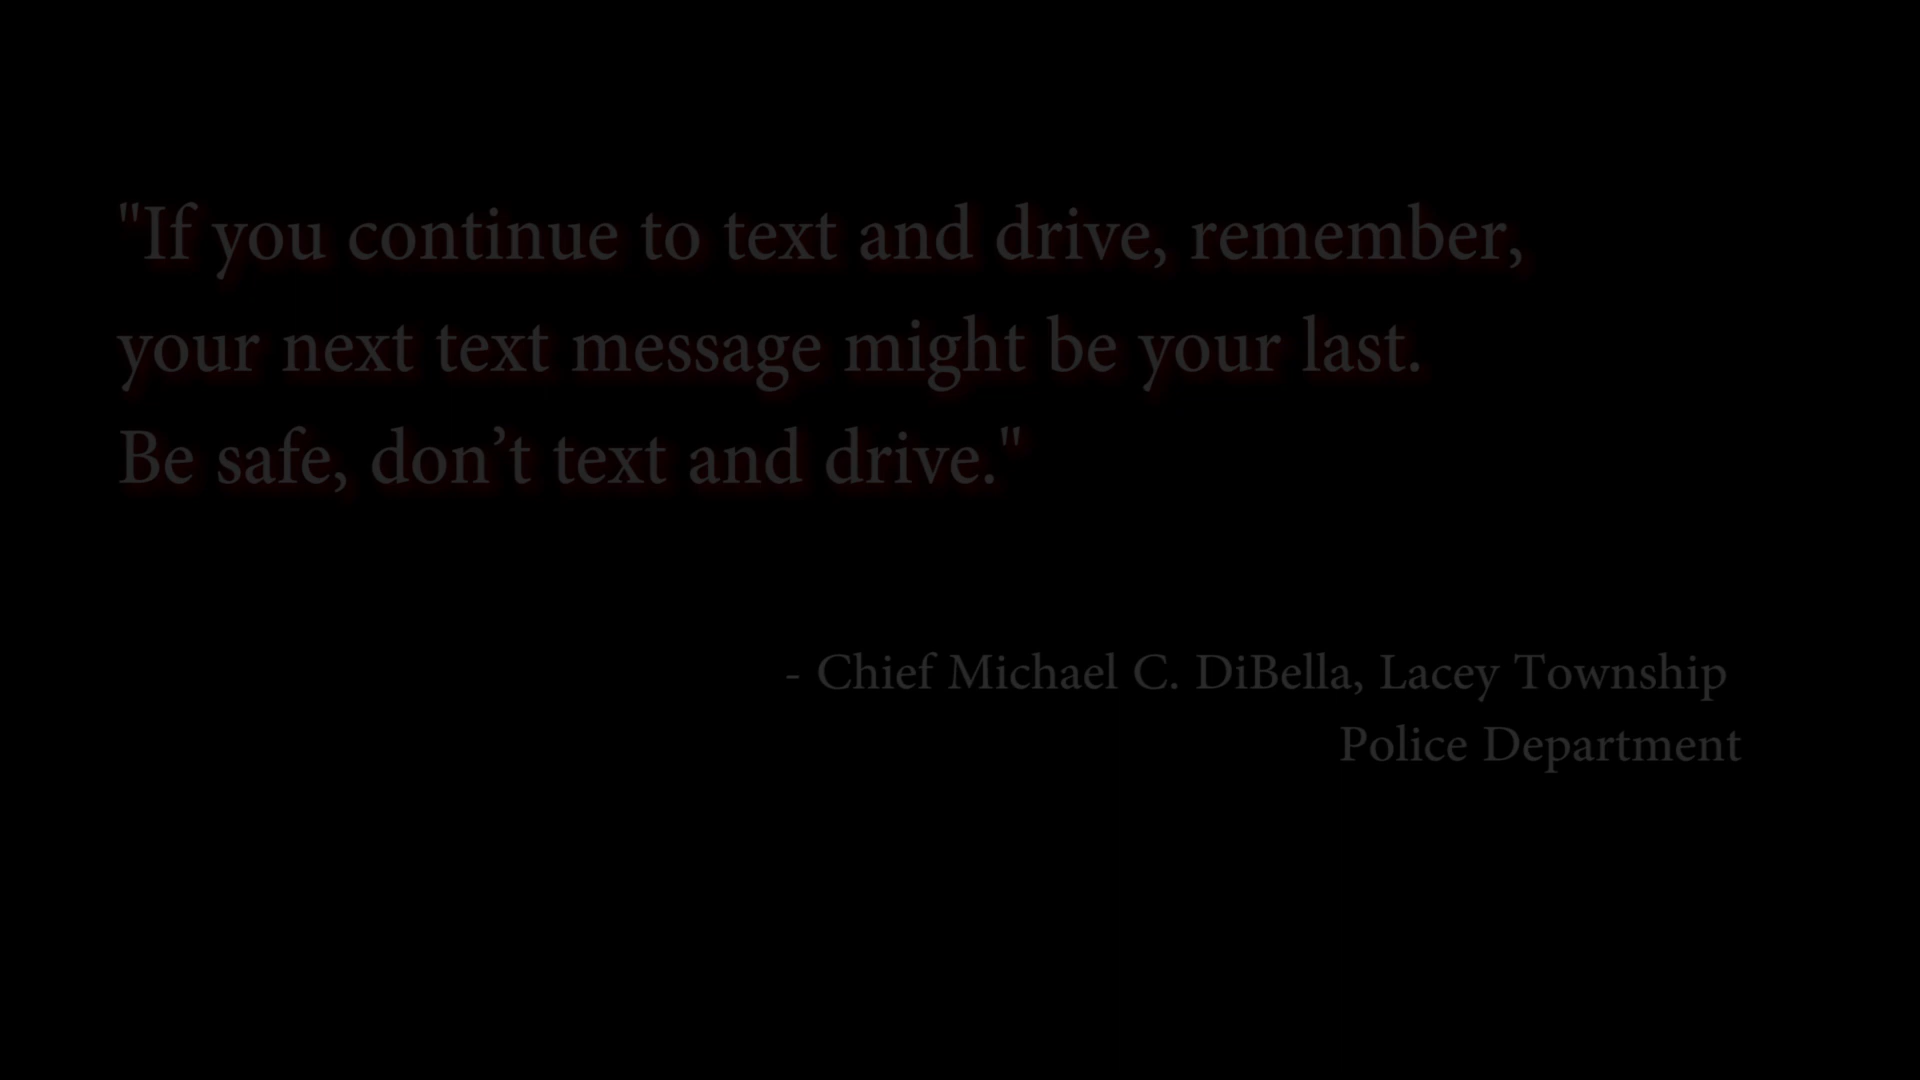 "If you continue to text and drive, remember,
your next text message might be your last.
Be safe, don’t text and drive."
- Chief Michael C. DiBella, Lacey Township
Police Department